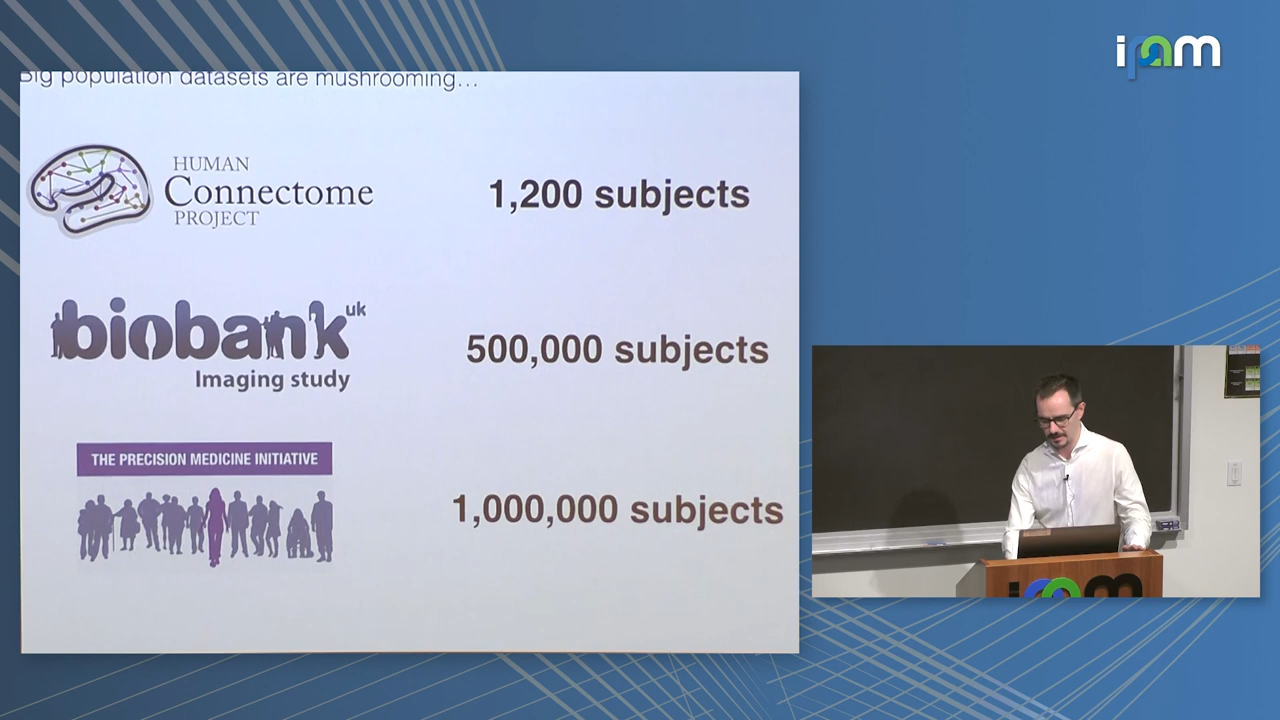 ipam
Big population datasets are mushrooming...
HUMAN
Connectome
PROJECT
1,200 subjects
biobank uk
Imaging study
500,000 subjects
THE PRECISION MEDICINE INITIATIVE
1,000,000 subjects
ipam